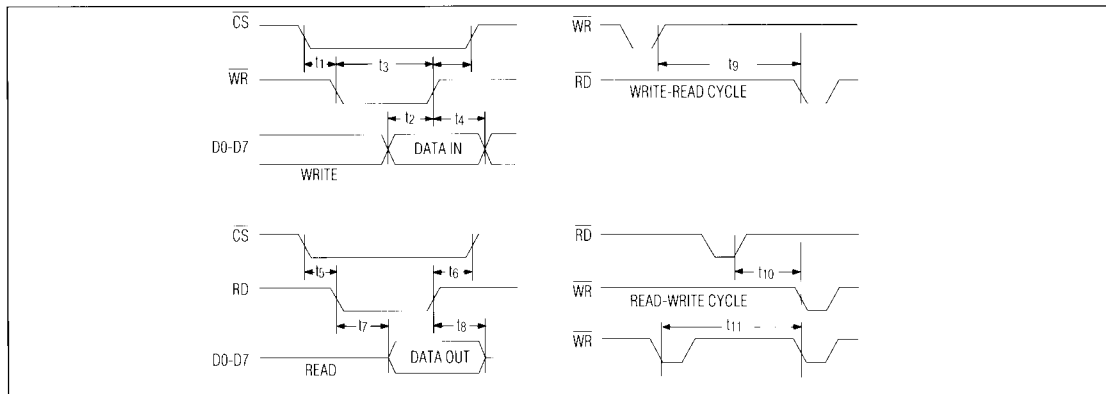 CS
t1
t3
WR
t2
t4
D0-D7
DATA IN
WRITE
WR
t9
RD
WRITE-READ CYCLE
CS
t5
t6
RD
t7
t8
D0-D7
DATA OUT
READ
RD
t10
WR
READ-WRITE CYCLE
t11
WR